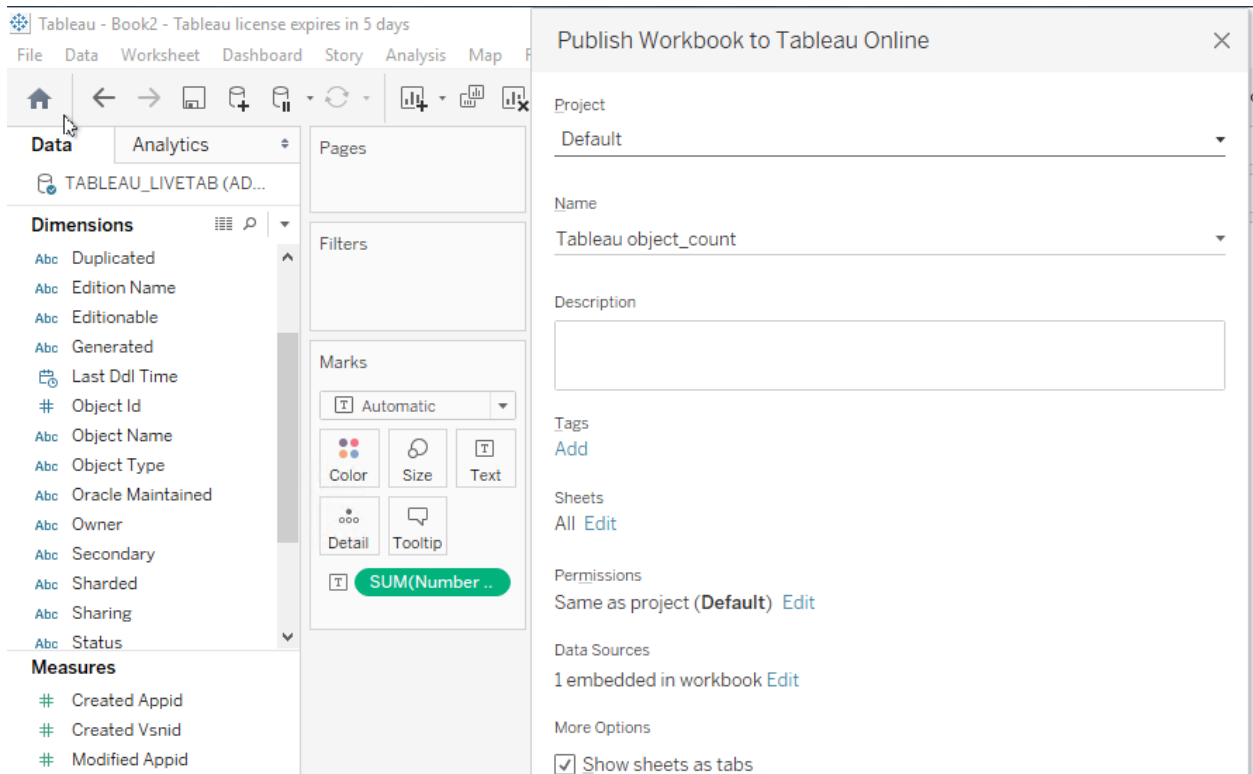 Tableau - Book2 - Tableau license expires in 5 days
File Data Worksheet Dashboard Story Analysis Map
Data
Analytics
TABLEAU_LIVETAB (AD...
Dimensions
Abc Duplicated
Abc Edition Name
Abc Editionable
Abc Generated
Last Ddl Time
# Object Id
Abc Object Name
Abc Object Type
Abc Oracle Maintained
Abc Owner
Abc Secondary
Abc Sharded
Abc Sharing
Abc Status
Measures
# Created Appid
# Created Vsnid
# Modified Appid
Pages
Filters
Marks
T Automatic
Color
Size
T
Text
Detail
Tooltip
T SUM(Number ..
Publish Workbook to Tableau Online
Project
Default
Name
Tableau object_count
Description
Tags
Add
Sheets
All Edit
Permissions
Same as project (Default) Edit
Data Sources
1 embedded in workbook Edit
More Options
Show sheets as tabs